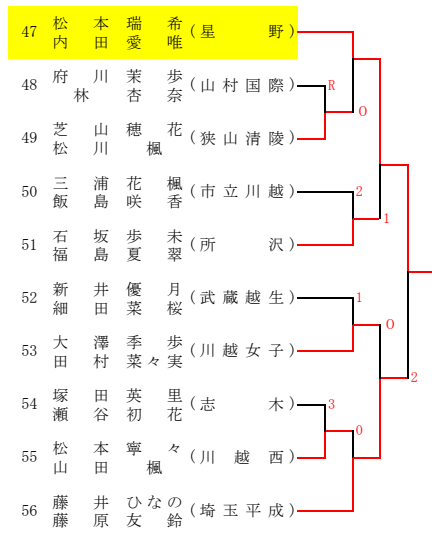 47 松本瑞希 (星野)
内田愛唯
48 府川茉歩 (山村国際) R
林杏奈
0
49 芝山穂花 (狭山清陵)
松川楓
50 三浦花楓 (市立川越) 2
飯島咲香
1
51 石坂歩未 (所沢)
福島夏翠
52 新井優月 (武蔵越生) 1
細田菜桜
0
53 大澤季歩 (川越女子)
田村菜々実
2
54 塚田英里 (志木) 3
瀬谷初花
0
55 松本寧々 (川越西)
山田楓
56 藤井ひなの (埼玉平成)
藤原友鈴